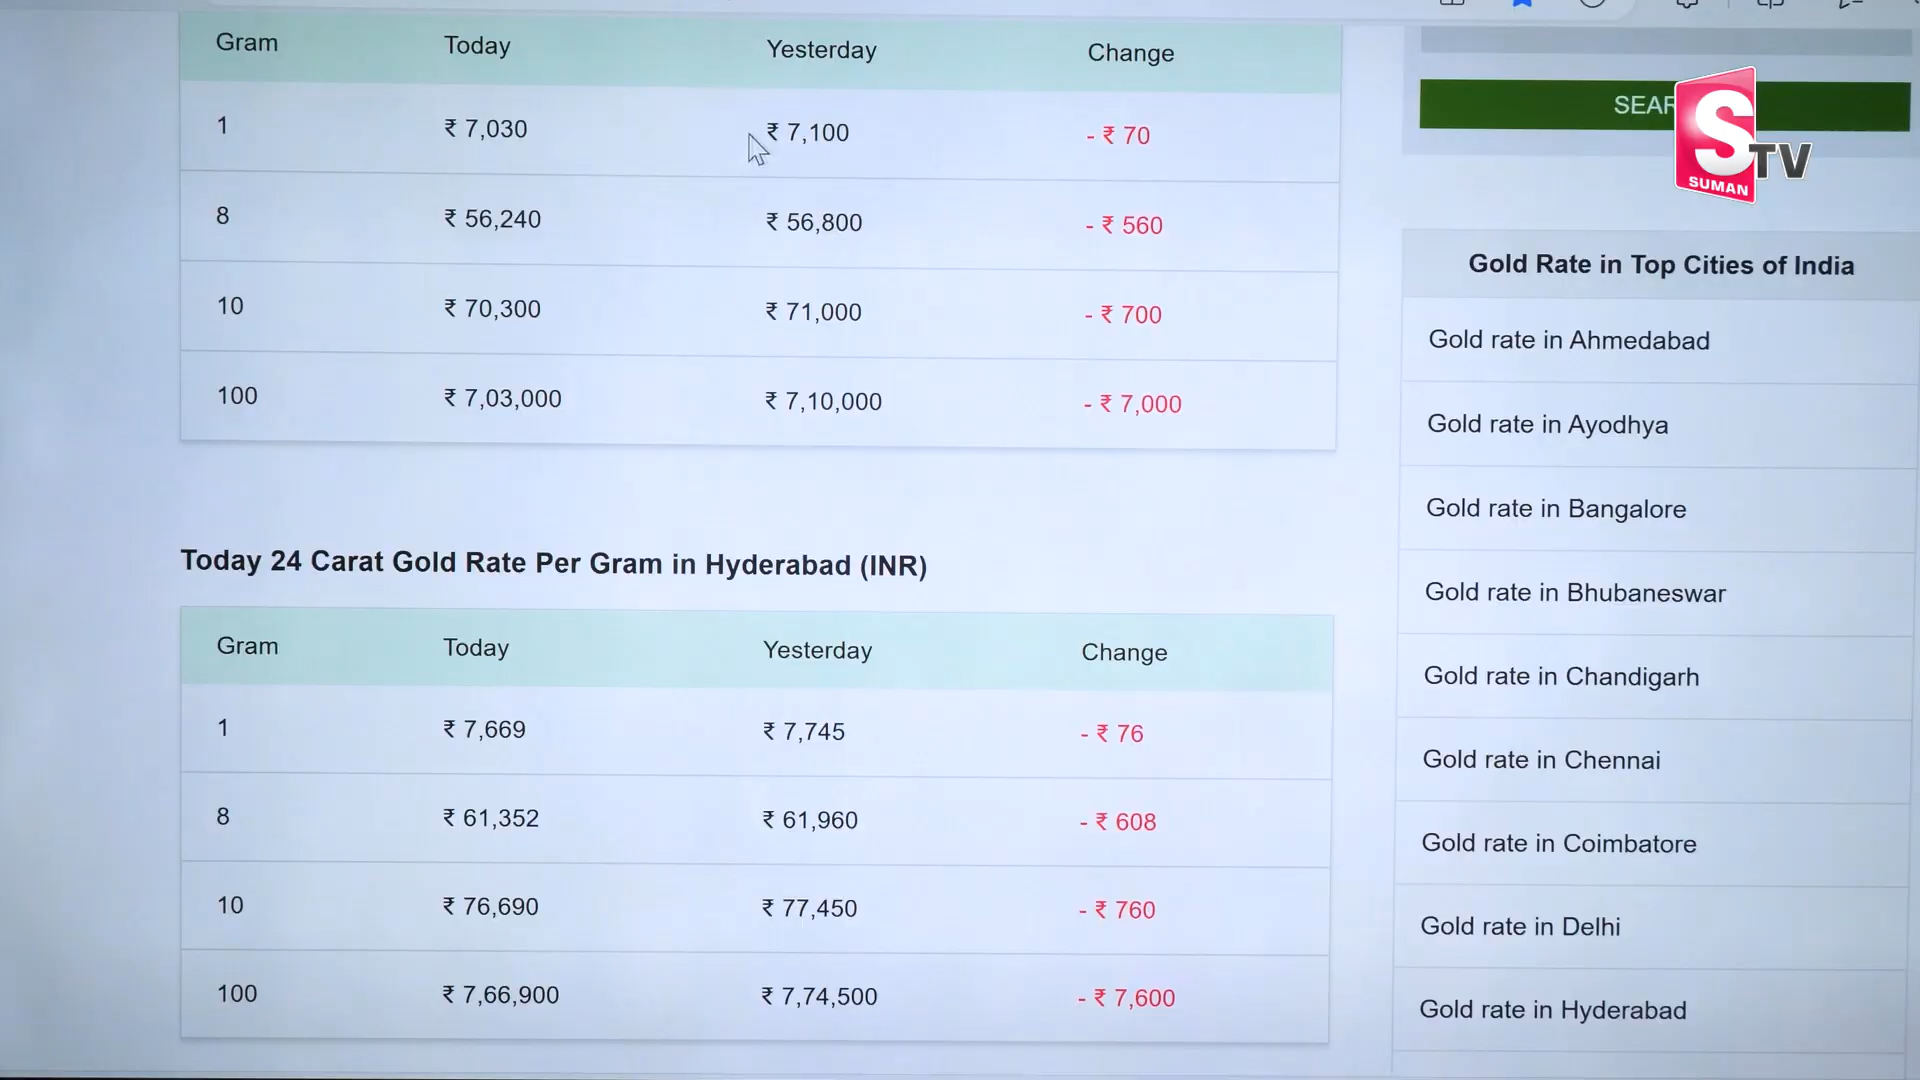 Gram Today Yesterday Change
1 ₹ 7,030 ₹ 7,100 - ₹ 70
8 ₹ 56,240 ₹ 56,800 - ₹ 560
10 ₹ 70,300 ₹ 71,000 - ₹ 700
100 ₹ 7,03,000 ₹ 7,10,000 - ₹ 7,000
Today 24 Carat Gold Rate Per Gram in Hyderabad (INR)
Gram Today Yesterday Change
1 ₹ 7,669 ₹ 7,745 - ₹ 76
8 ₹ 61,352 ₹ 61,960 - ₹ 608
10 ₹ 76,690 ₹ 77,450 - ₹ 760
100 ₹ 7,66,900 ₹ 7,74,500 - ₹ 7,600
SEAR
S TV
SUMAN
Gold Rate in Top Cities of India
Gold rate in Ahmedabad
Gold rate in Ayodhya
Gold rate in Bangalore
Gold rate in Bhubaneswar
Gold rate in Chandigarh
Gold rate in Chennai
Gold rate in Coimbatore
Gold rate in Delhi
Gold rate in Hyderabad